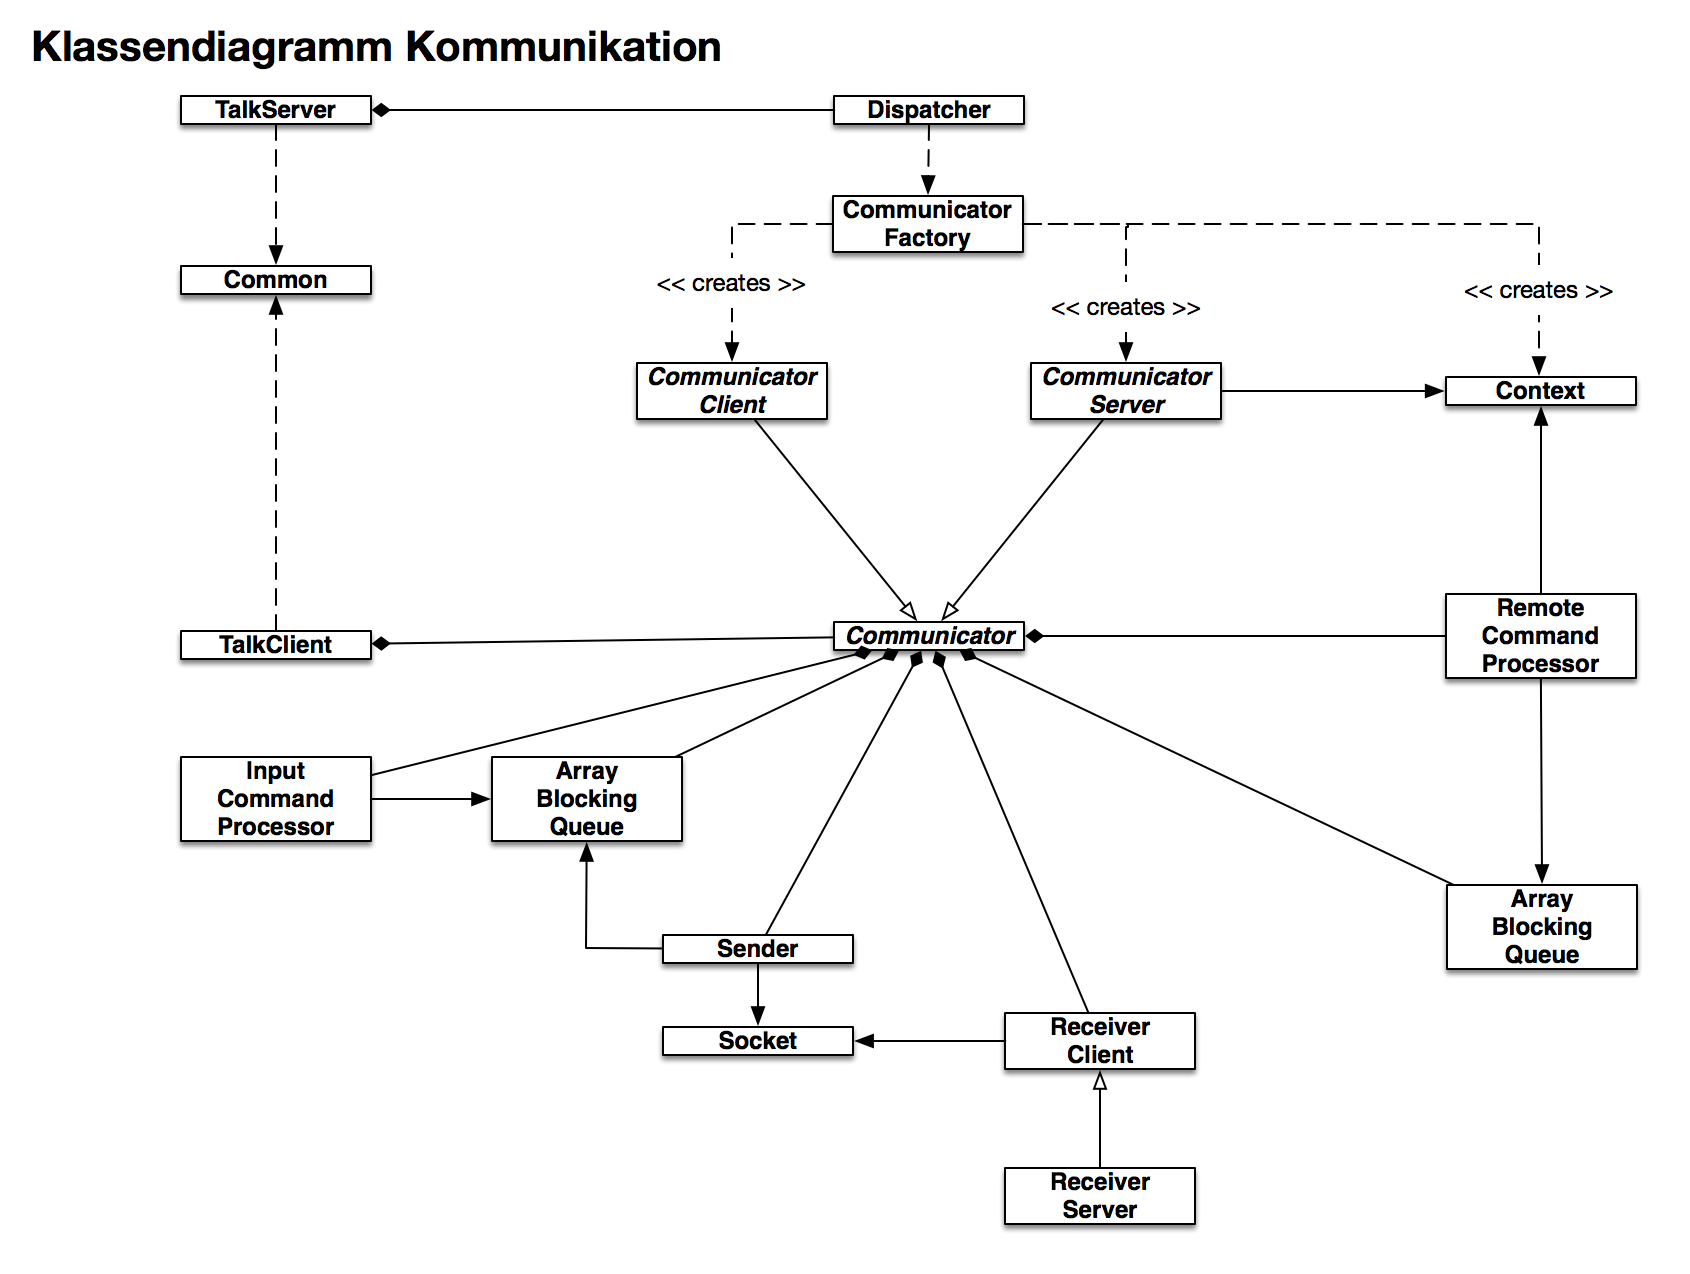 Klassendiagramm Kommunikation
TalkServer
Dispatcher
Communicator
Factory
Common
<< creates >>
<< creates >>
<< creates >>
Communicator
Client
Communicator
Server
Context
Remote
Command
Processor
TalkClient
Communicator
Input
Command
Processor
Array
Blocking
Queue
Array
Blocking
Queue
Sender
Socket
Receiver
Client
Receiver
Server